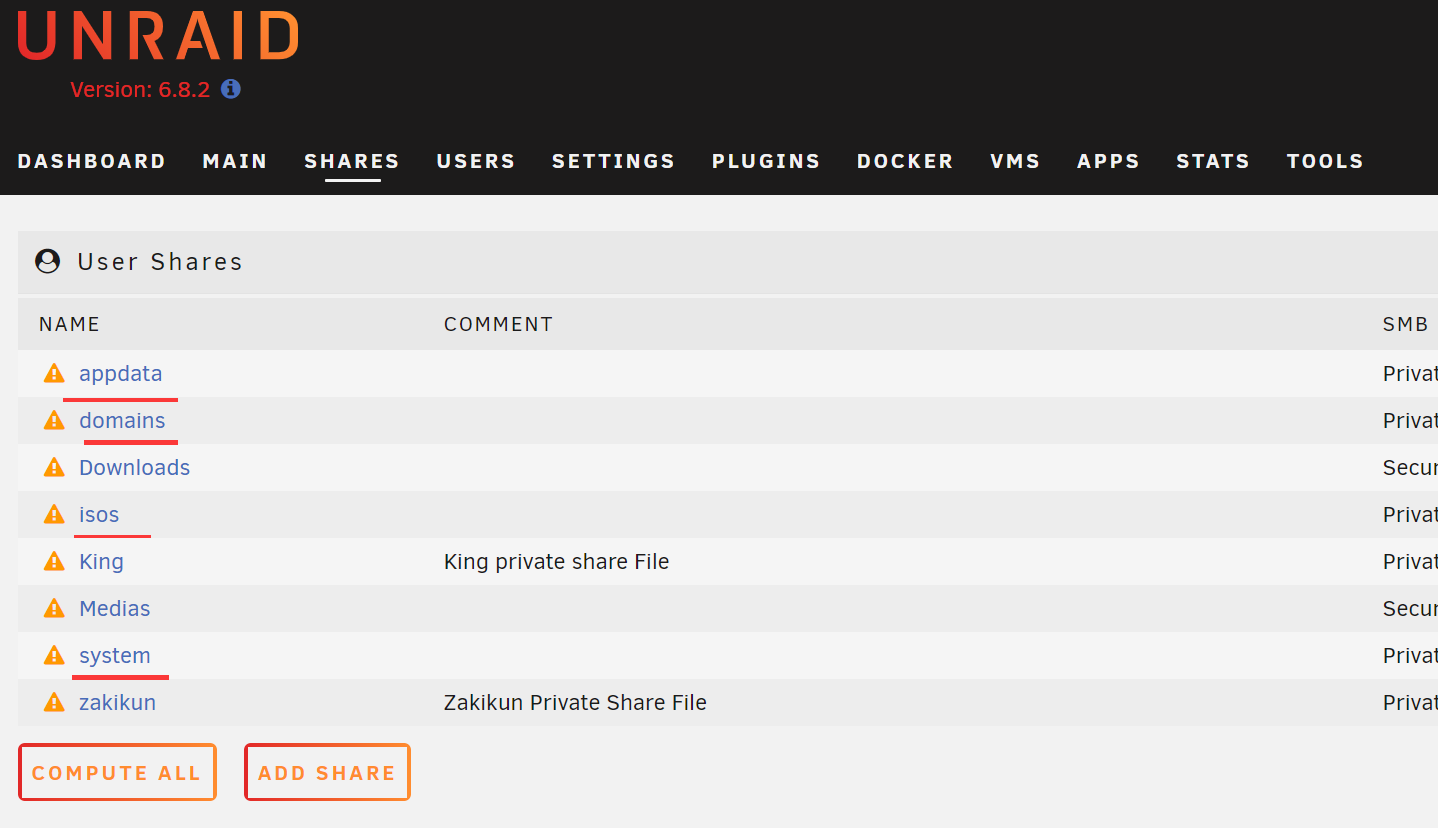 UNRAID
Version: 6.8.2
DASHBOARD MAIN SHARES USERS SETTINGS PLUGINS DOCKER VMS APPS STATS TOOLS
User Shares
NAME COMMENT SMB
appdata Privat
domains Privat
Downloads Secur
isos Privat
King King private share File Privat
Medias Secur
system Privat
zakikun Zakikun Private Share File Privat
COMPUTE ALL ADD SHARE